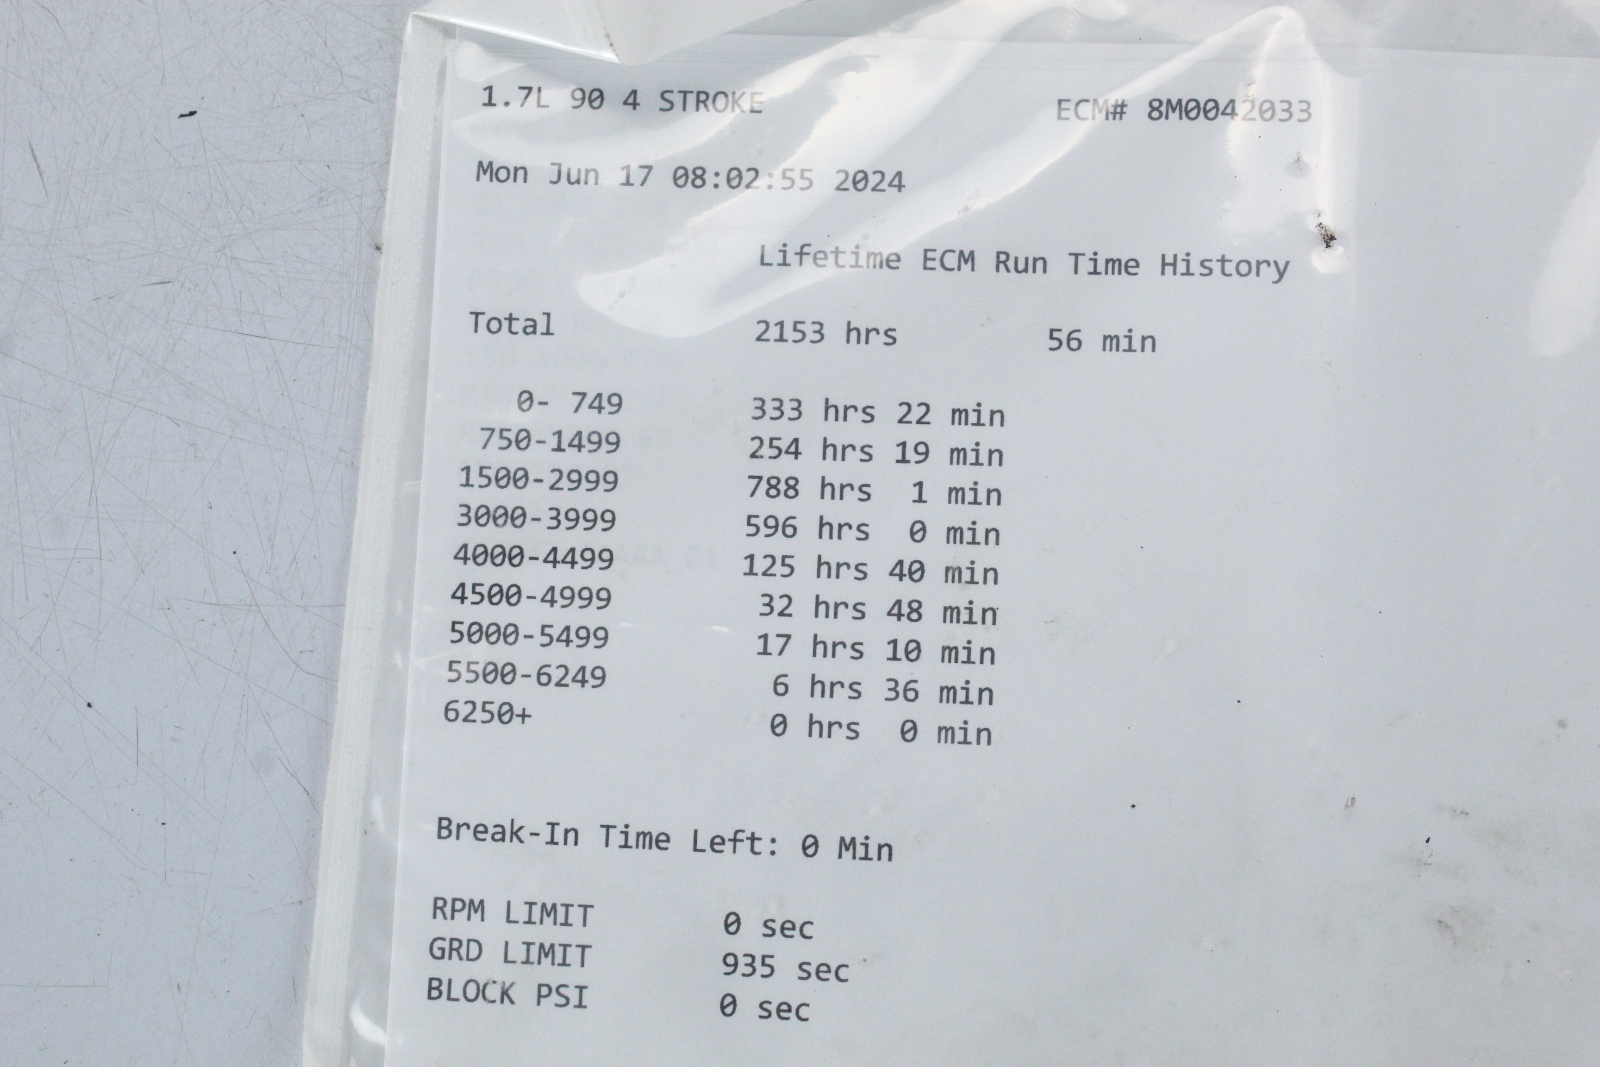 1.7L 90 4 STROKE ECM# 8M0042033
Mon Jun 17 08:02:55 2024
Lifetime ECM Run Time History
Total 2153 hrs 56 min
0- 749 333 hrs 22 min
750-1499 254 hrs 19 min
1500-2999 788 hrs 1 min
3000-3999 596 hrs 0 min
4000-4499 125 hrs 40 min
4500-4999 32 hrs 48 min
5000-5499 17 hrs 10 min
5500-6249 6 hrs 36 min
6250+ 0 hrs 0 min
Break-In Time Left: 0 Min
RPM LIMIT 0 sec
GRD LIMIT 935 sec
BLOCK PSI 0 sec